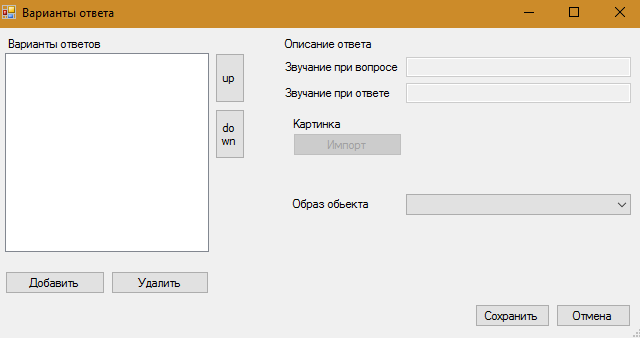 Варианты ответа
Варианты ответов
up
do
wn
Добавить
Удалить
Описание ответа
Звучание при вопросе
Звучание при ответе
Картинка
Импорт
Образ обьекта
Сохранить
Отмена